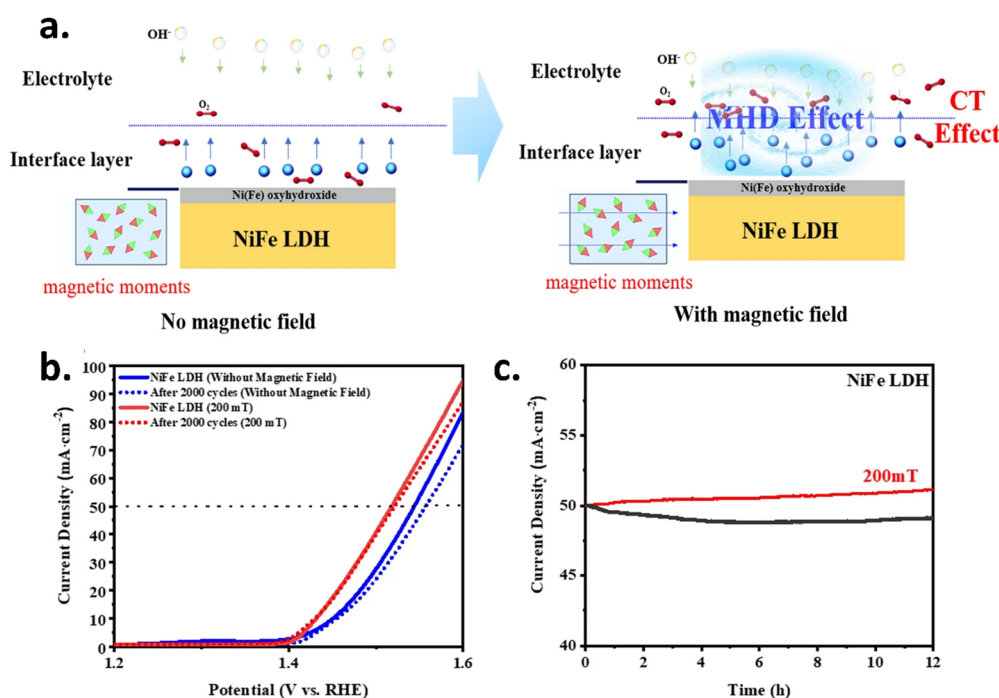 a.
OH⁻
Electrolyte
O₂
Interface layer
Ni(Fe) oxyhydroxide
NiFe LDH
magnetic moments
No magnetic field
OH⁻
Electrolyte
O₂
MHD Effect
CT
Effect
Interface layer
Ni(Fe) oxyhydroxide
NiFe LDH
magnetic moments
With magnetic field
b.
NiFe LDH (Without Magnetic Field)
After 2000 cycles (Without Magnetic Field)
NiFe LDH (200 mT)
After 2000 cycles (200 mT)
Current Density (mA·cm⁻²)
100
90
80
70
60
50
40
30
20
10
0
1.2
1.4
1.6
Potential (V vs. RHE)
c.
NiFe LDH
200mT
Current Density (mA·cm⁻²)
60
55
50
45
40
0
2
4
6
8
10
12
Time (h)